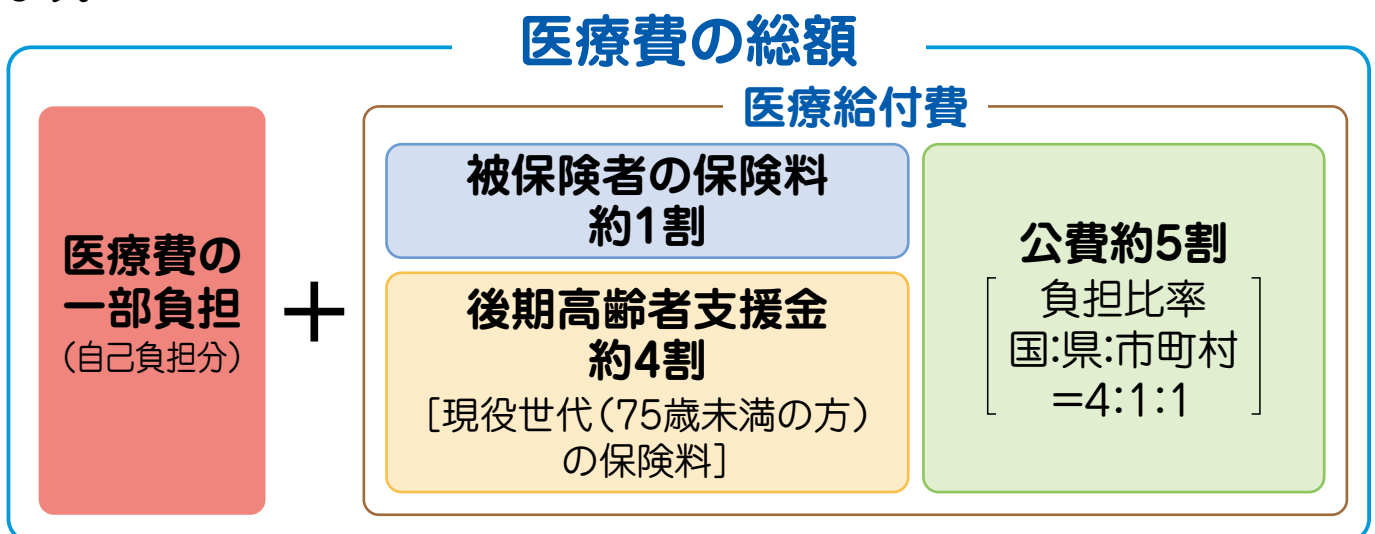 ます。
医療費の総額
医療給付費
医療費の
一部負担
（自己負担分）
＋
被保険者の保険料
約1割
後期高齢者支援金
約4割
［現役世代（75歳未満の方）
の保険料］
公費約5割
負担比率
国:県:市町村
=4:1:1